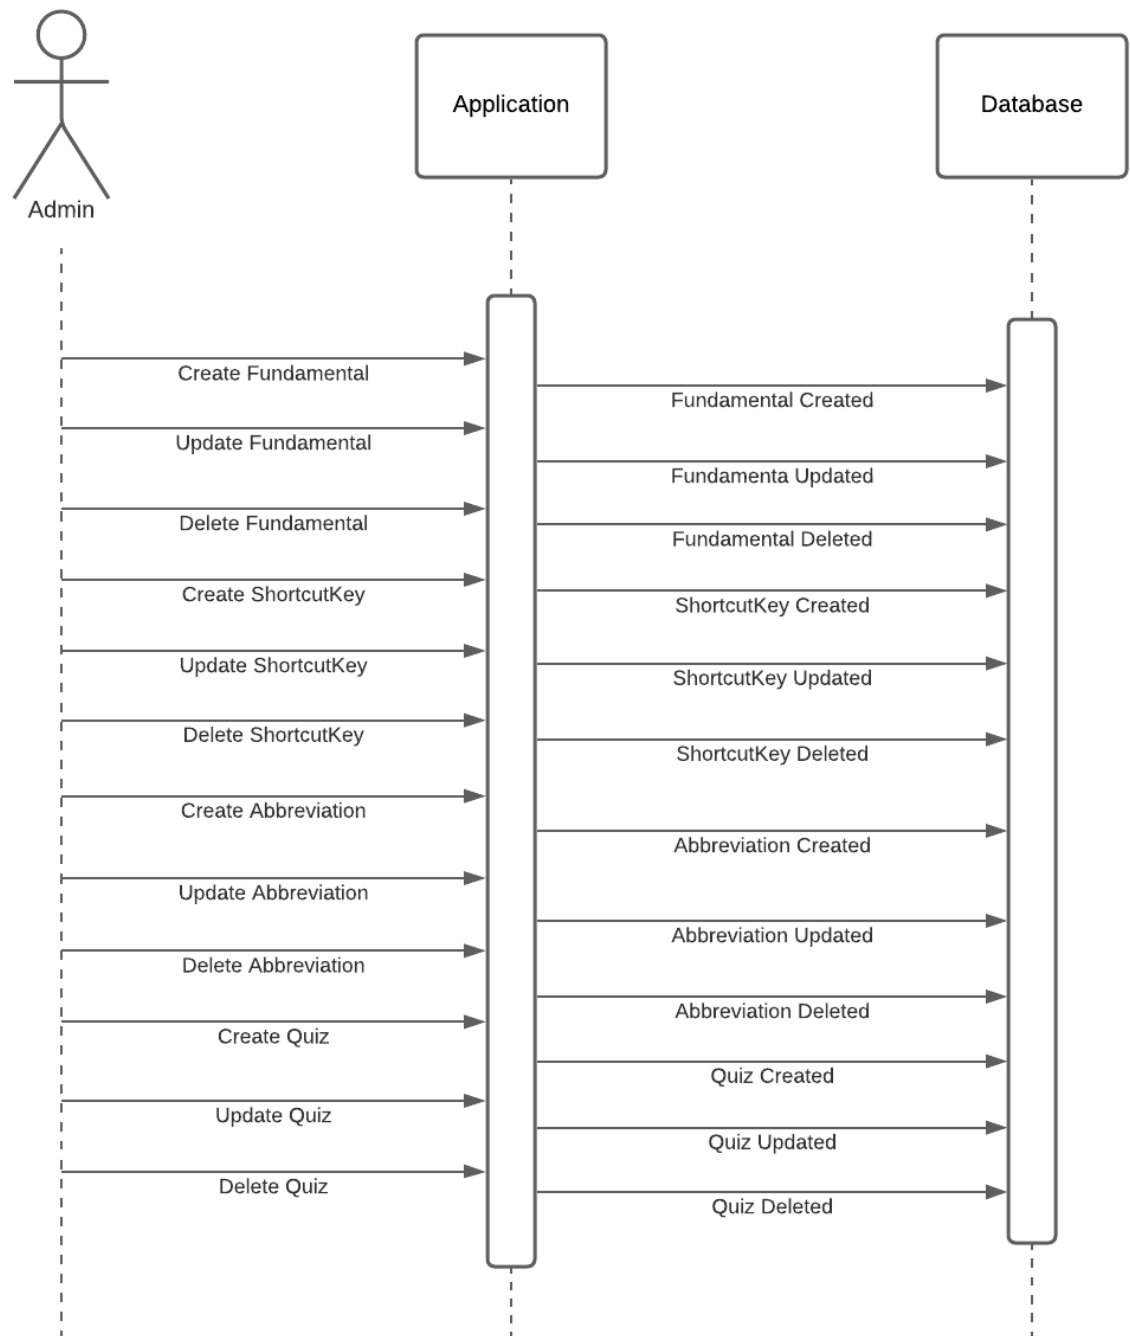 Admin
Application
Database
Create Fundamental
Fundamental Created
Update Fundamental
Fundamenta Updated
Delete Fundamental
Fundamental Deleted
Create ShortcutKey
ShortcutKey Created
Update ShortcutKey
ShortcutKey Updated
Delete ShortcutKey
ShortcutKey Deleted
Create Abbreviation
Abbreviation Created
Update Abbreviation
Abbreviation Updated
Delete Abbreviation
Abbreviation Deleted
Create Quiz
Quiz Created
Update Quiz
Quiz Updated
Delete Quiz
Quiz Deleted